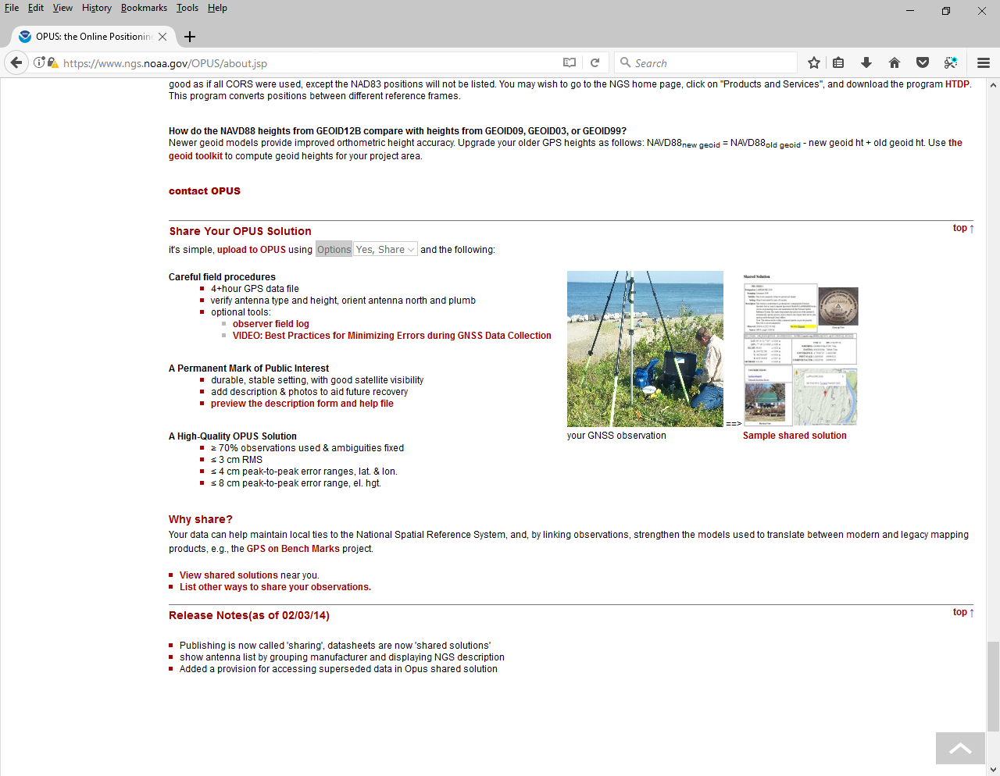 File Edit View History Bookmarks Tools Help
OPUS: the Online Positionin
https://www.ngs.noaa.gov/OPUS/about.jsp
Search
good as if all CORS were used, except the NAD83 positions will not be listed. You may wish to go to the NGS home page, click on "Products and Services", and download the program HTDP.
This program converts positions between different reference frames.
How do the NAVD88 heights from GEOID12B compare with heights from GEOID09, GEOID03, or GEOID99?
Newer geoid models provide improved orthometric height accuracy. Upgrade your older GPS heights as follows: NAVD88new geoid = NAVD88old geoid - new geoid ht + old geoid ht. Use the
geoid toolkit to compute geoid heights for your project area.
contact OPUS
Share Your OPUS Solution
top ↑
it's simple, upload to OPUS using Options Yes, Share and the following:
Careful field procedures
4+hour GPS data file
verify antenna type and height, orient antenna north and plumb
optional tools:
observer field log
VIDEO: Best Practices for Minimizing Errors during GNSS Data Collection
A Permanent Mark of Public Interest
durable, stable setting, with good satellite visibility
add description & photos to aid future recovery
preview the description form and help file
Shared Solution
==>
your GNSS observation
Sample shared solution
A High-Quality OPUS Solution
≥ 70% observations used & ambiguities fixed
≤ 3 cm RMS
≤ 4 cm peak-to-peak error ranges, lat. & lon.
≤ 8 cm peak-to-peak error range, el. hgt.
Why share?
Your data can help maintain local ties to the National Spatial Reference System, and, by linking observations, strengthen the models used to translate between modern and legacy mapping
products, e.g., the GPS on Bench Marks project.
View shared solutions near you.
List other ways to share your observations.
Release Notes(as of 02/03/14)
top ↑
Publishing is now called 'sharing', datasheets are now 'shared solutions'
show antenna list by grouping manufacturer and displaying NGS description
Added a provision for accessing superseded data in Opus shared solution